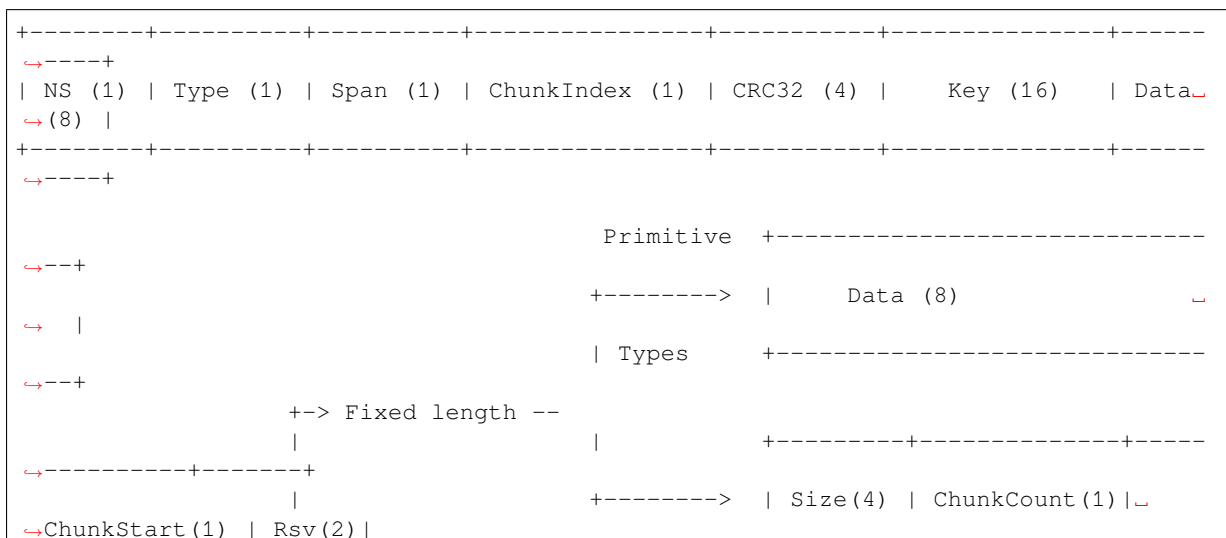 +--------+----------+----------+---------------+-----------+--------------+------
↪----+
| NS (1) | Type (1) | Span (1) | ChunkIndex (1) | CRC32 (4) |    Key (16)   | Data␣
↪(8) |
+--------+----------+----------+---------------+-----------+--------------+------
↪----+
                                         Primitive  +------------------------------
↪--+
                                        +-------->  |     Data (8)                 ␣
↪  |
                                        | Types     +------------------------------
↪--+
                   +-> Fixed length --
                   |                    |           +---------+--------------+-----
↪----------+-------+
                   |                    +-------->  | Size(4) | ChunkCount(1)|␣
↪ChunkStart(1) | Rsv(2)|